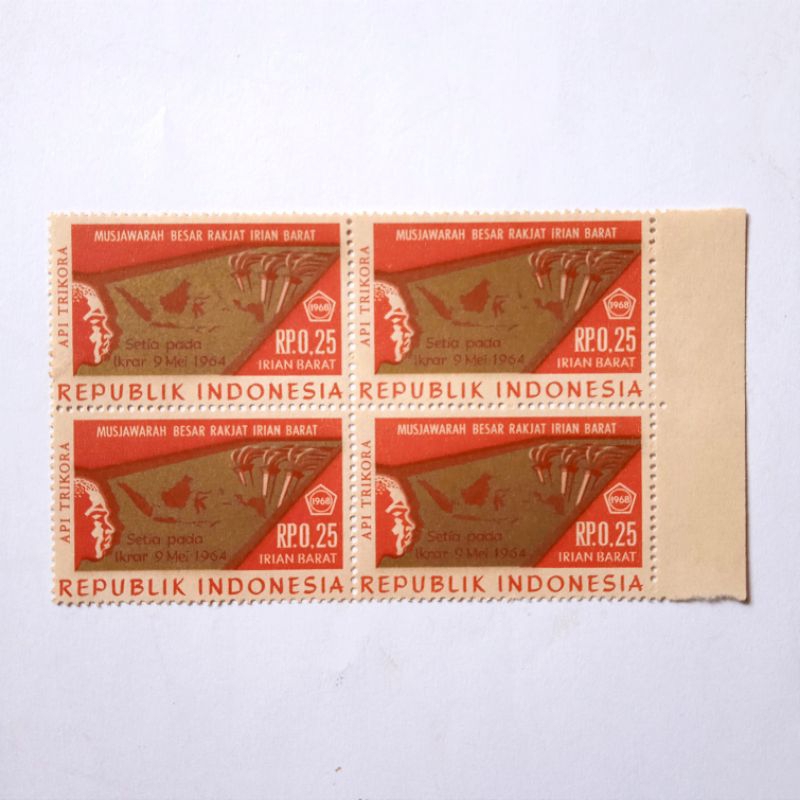 API TRIKORA
MUSJAWARAH BESAR RAKJAT IRIAN BARAT
1968
Setia pada
Ikrar 9 Mei 1964
RP.0,25
IRIAN BARAT
REPUBLIK INDONESIA
API TRIKORA
MUSJAWARAH BESAR RAKJAT IRIAN BARAT
1968
Setia pada
Ikrar 9 Mei 1964
RP.0,25
IRIAN BARAT
REPUBLIK INDONESIA
API TRIKORA
MUSJAWARAH BESAR RAKJAT IRIAN BARAT
1968
Setia pada
Ikrar 9 Mei 1964
RP.0,25
IRIAN BARAT
REPUBLIK INDONESIA
API TRIKORA
MUSJAWARAH BESAR RAKJAT IRIAN BARAT
1968
Setia pada
Ikrar 9 Mei 1964
RP.0,25
IRIAN BARAT
REPUBLIK INDONESIA